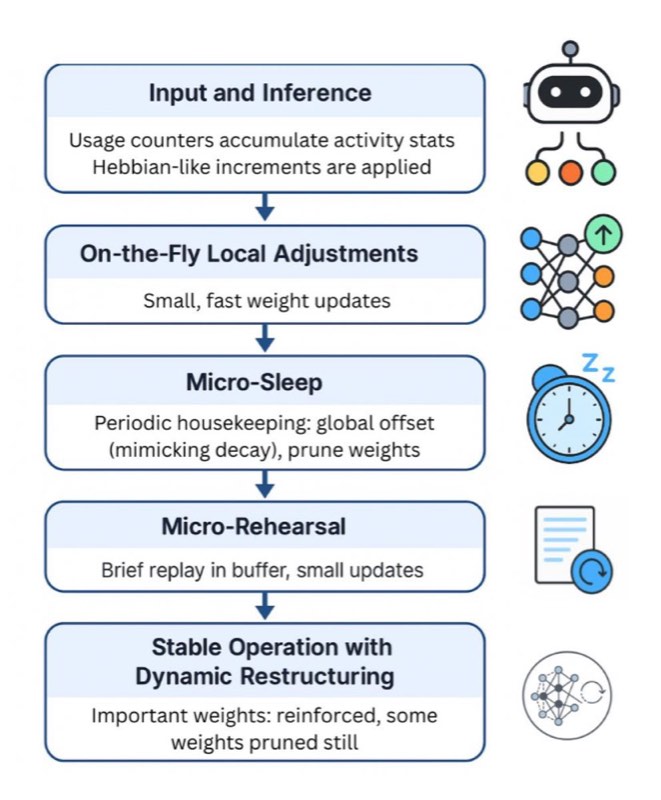 Input and Inference
Usage counters accumulate activity stats
Hebbian-like increments are applied
On-the-Fly Local Adjustments
Small, fast weight updates
Micro-Sleep
Periodic housekeeping: global offset
(mimicking decay), prune weights
Micro-Rehearsal
Brief replay in buffer, small updates
Stable Operation with
Dynamic Restructuring
Important weights: reinforced, some
weights pruned still
Z
Z